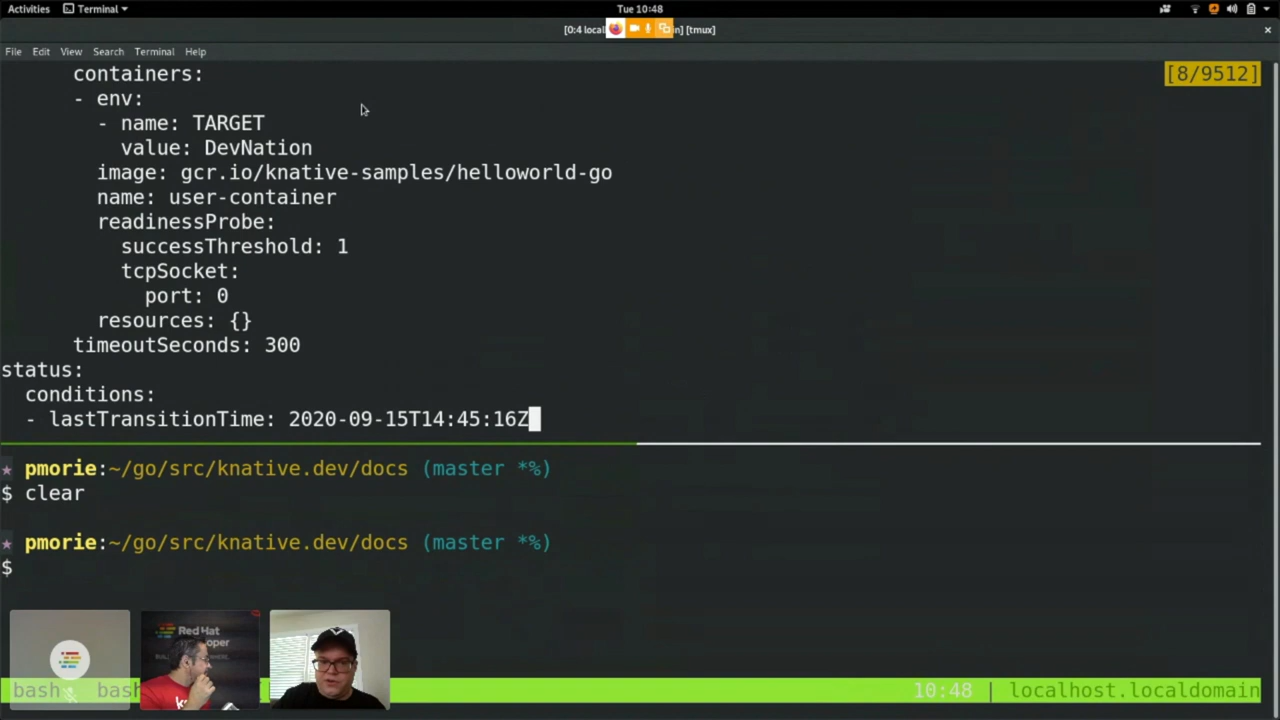 Activities Terminal Tue 10:48
[0:4 local in] [tmux]
File Edit View Search Terminal Help
[8/9512]
containers:
- env:
- name: TARGET
value: DevNation
image: gcr.io/knative-samples/helloworld-go
name: user-container
readinessProbe:
successThreshold: 1
tcpSocket:
port: 0
resources: {}
timeoutSeconds: 300
status:
conditions:
- lastTransitionTime: 2020-09-15T14:45:16Z
★ pmorie:~/go/src/knative.dev/docs (master *%)
$ clear
★ pmorie:~/go/src/knative.dev/docs (master *%)
$
Red Hat
oper
bash bash
10:48 | localhost.localdomain